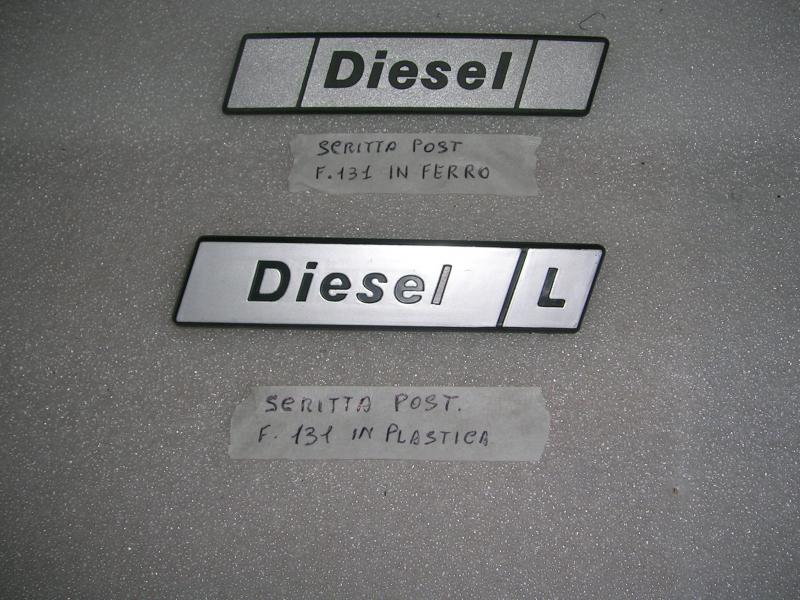 Diesel
SCRITTA POST
F. 131 IN FERRO
Diesel L
SCRITTA POST.
F. 131 IN PLASTICA